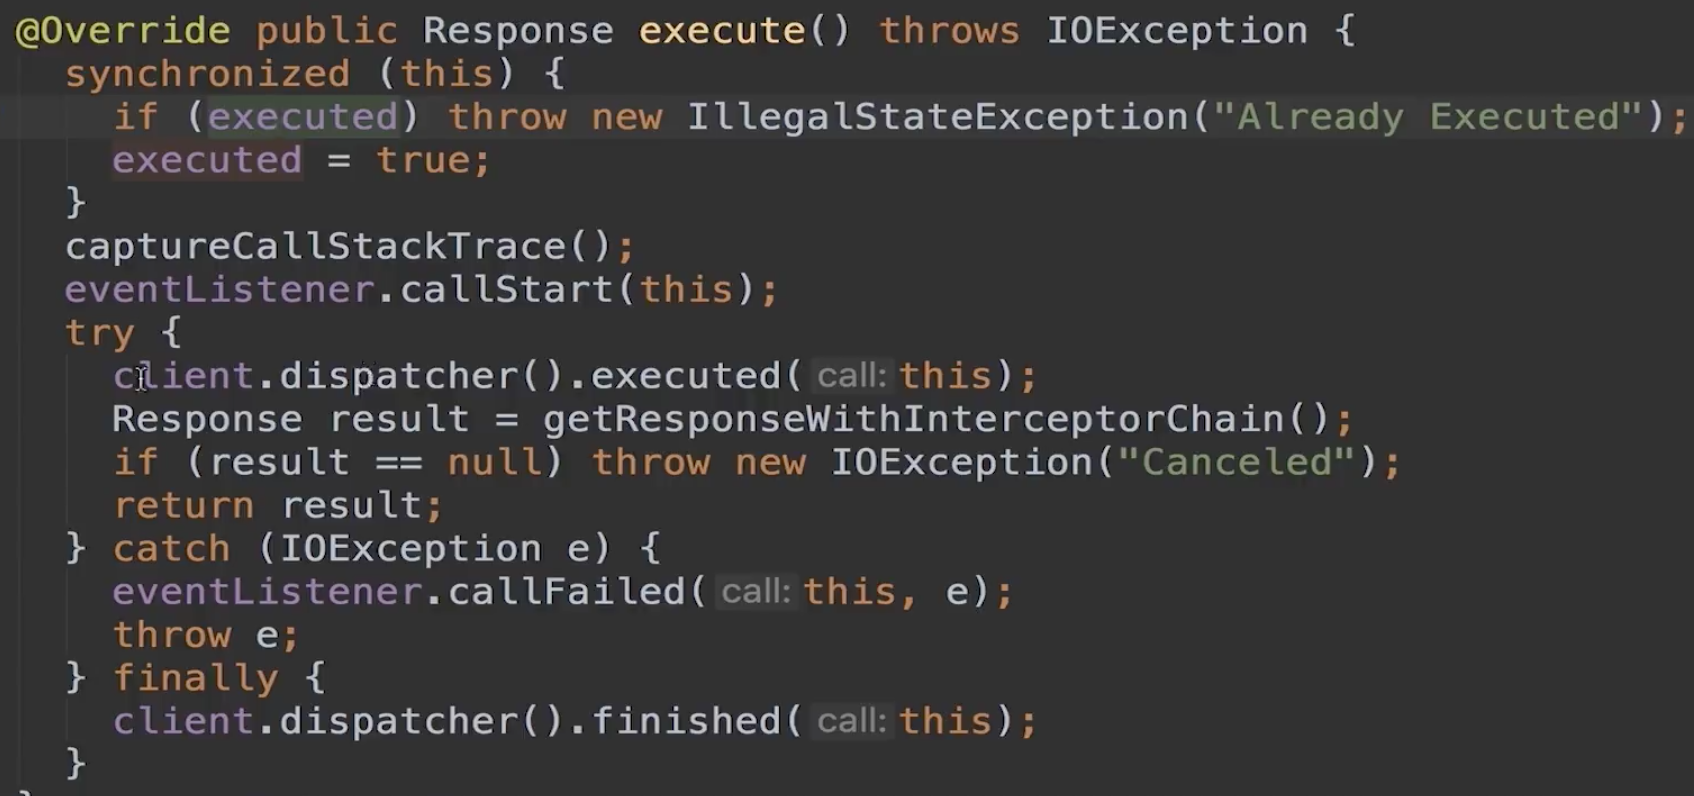 @Override public Response execute() throws IOException {
synchronized (this) {
if (executed) throw new IllegalStateException("Already Executed");
executed = true;
}
captureCallStackTrace();
eventListener.callStart(this);
try {
client.dispatcher().executed( call: this);
Response result = getResponseWithInterceptorChain();
if (result == null) throw new IOException("Canceled");
return result;
} catch (IOException e) {
eventListener.callFailed( call: this, e);
throw e;
} finally {
client.dispatcher().finished( call: this);
}
}